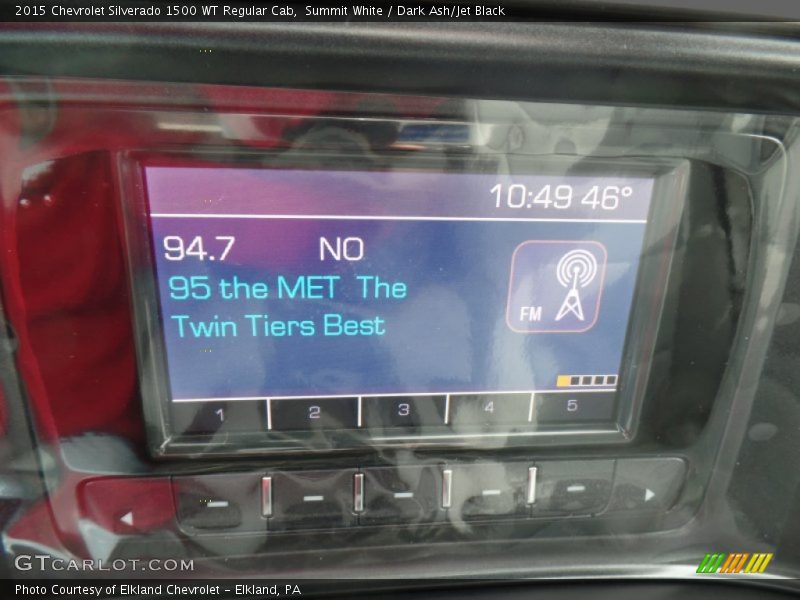 2015 Chevrolet Silverado 1500 WT Regular Cab, Summit White / Dark Ash/Jet Black
10:49 46°
94.7 NO
95 the MET The
Twin Tiers Best
FM
1 2 3 4 5
GTCARLOT.COM
Photo Courtesy of Elkland Chevrolet - Elkland, PA